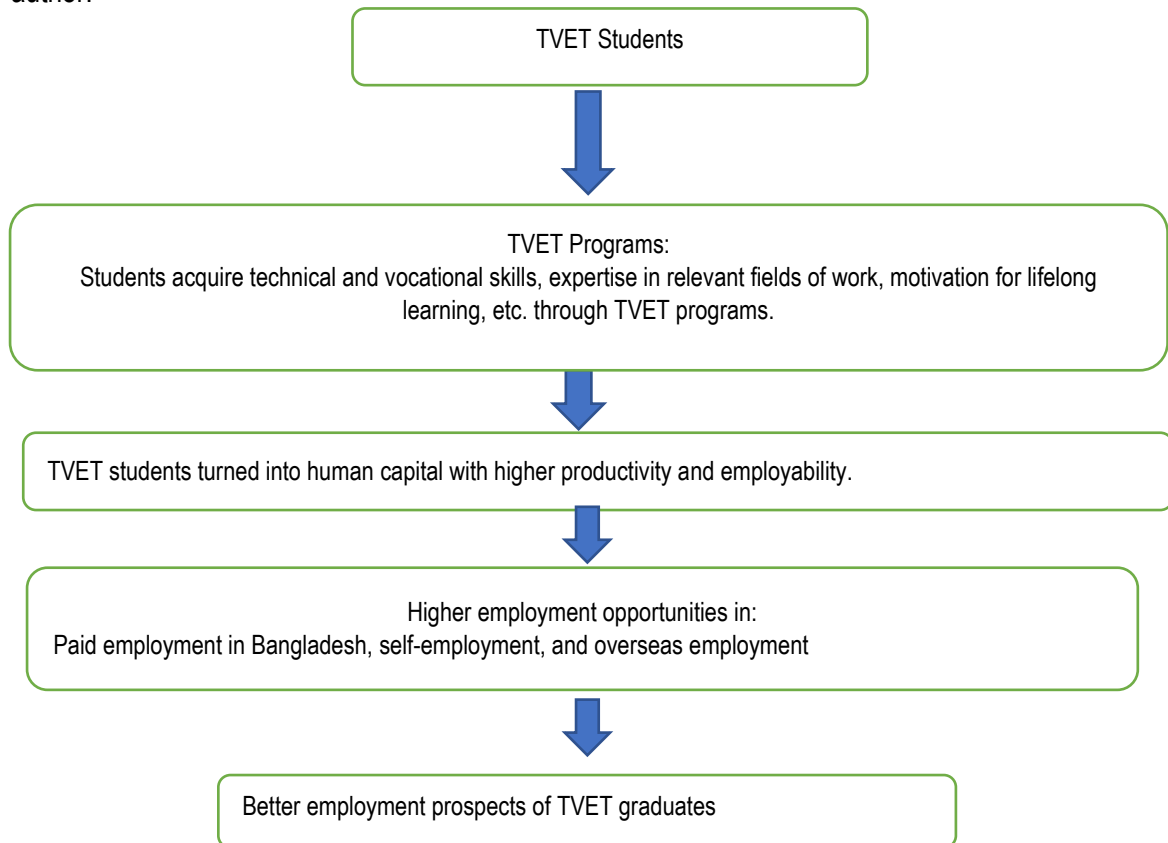 author.
TVET Students
TVET Programs:
Students acquire technical and vocational skills, expertise in relevant fields of work, motivation for lifelong
learning, etc. through TVET programs.
TVET students turned into human capital with higher productivity and employability.
Higher employment opportunities in:
Paid employment in Bangladesh, self-employment, and overseas employment
Better employment prospects of TVET graduates